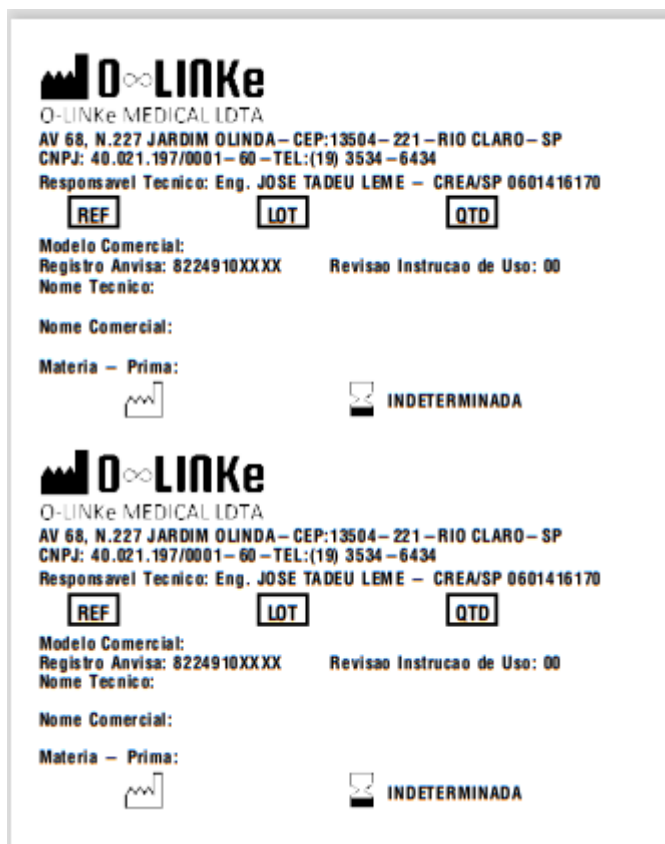 O∞LINKe
O-LINKe MEDICAL LDTA
AV 68, N.227 JARDIM OLINDA – CEP:13504 – 221 – RIO CLARO – SP
CNPJ: 40.021.197/0001 – 60 – TEL:(19) 3534 – 6434
Responsavel Tecnico: Eng. JOSE TADEU LEME – CREA/SP 0601416170
REF LOT QTD
Modelo Comercial:
Registro Anvisa: 8224910XXXX Revisao Instrucao de Uso: 00
Nome Tecnico:
Nome Comercial:
Materia – Prima:
INDETERMINADA
O∞LINKe
O-LINKe MEDICAL LDTA
AV 68, N.227 JARDIM OLINDA – CEP:13504 – 221 – RIO CLARO – SP
CNPJ: 40.021.197/0001 – 60 – TEL:(19) 3534 – 6434
Responsavel Tecnico: Eng. JOSE TADEU LEME – CREA/SP 0601416170
REF LOT QTD
Modelo Comercial:
Registro Anvisa: 8224910XXXX Revisao Instrucao de Uso: 00
Nome Tecnico:
Nome Comercial:
Materia – Prima:
INDETERMINADA